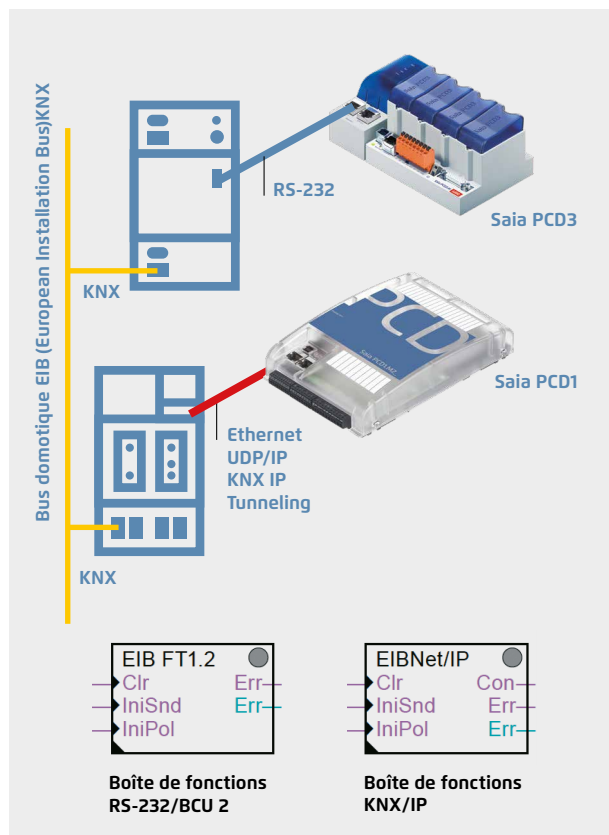 Bus domotique EIB (European Installation Bus)KNX
RS-232
Saia PCD3
KNX
PCD
Saia PCD1
Ethernet
UDP/IP
KNX IP
Tunneling
KNX
EIB FT1.2
Clr Err
IniSnd Err
IniPol
EIBNet/IP
Clr Con
IniSnd Err
IniPol Err
Boîte de fonctions
RS-232/BCU 2
Boîte de fonctions
KNX/IP